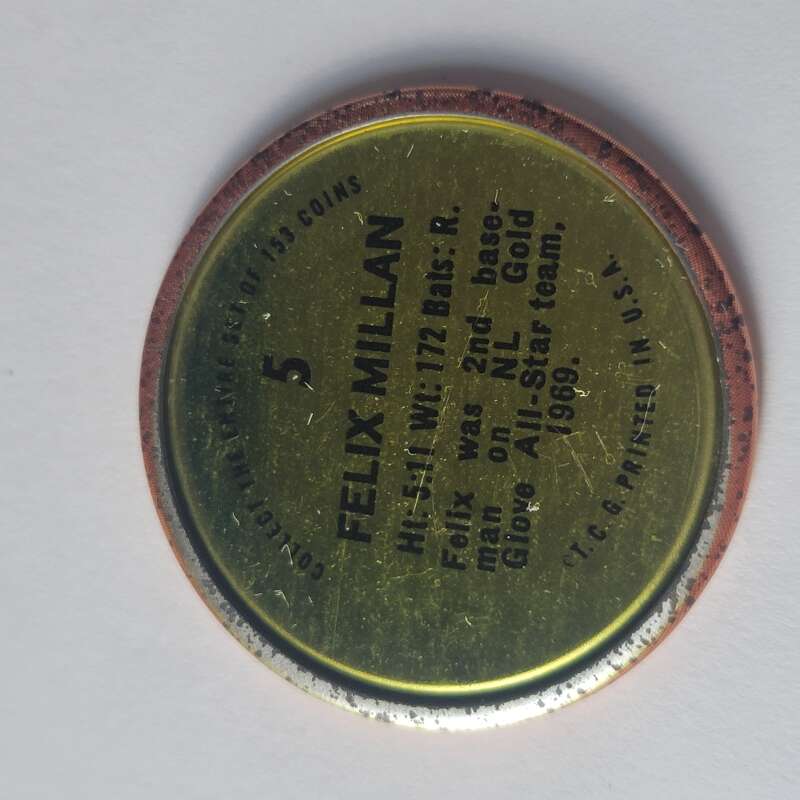 COLLECT THE ENTIRE SET OF 153 COINS
5
FELIX MILLAN
Ht: 5:11 Wt: 172 Bats: R.
Felix was 2nd base-
man on NL Gold
Glove All-Star team,
1969.
©T.C.G. PRINTED IN U.S.A.